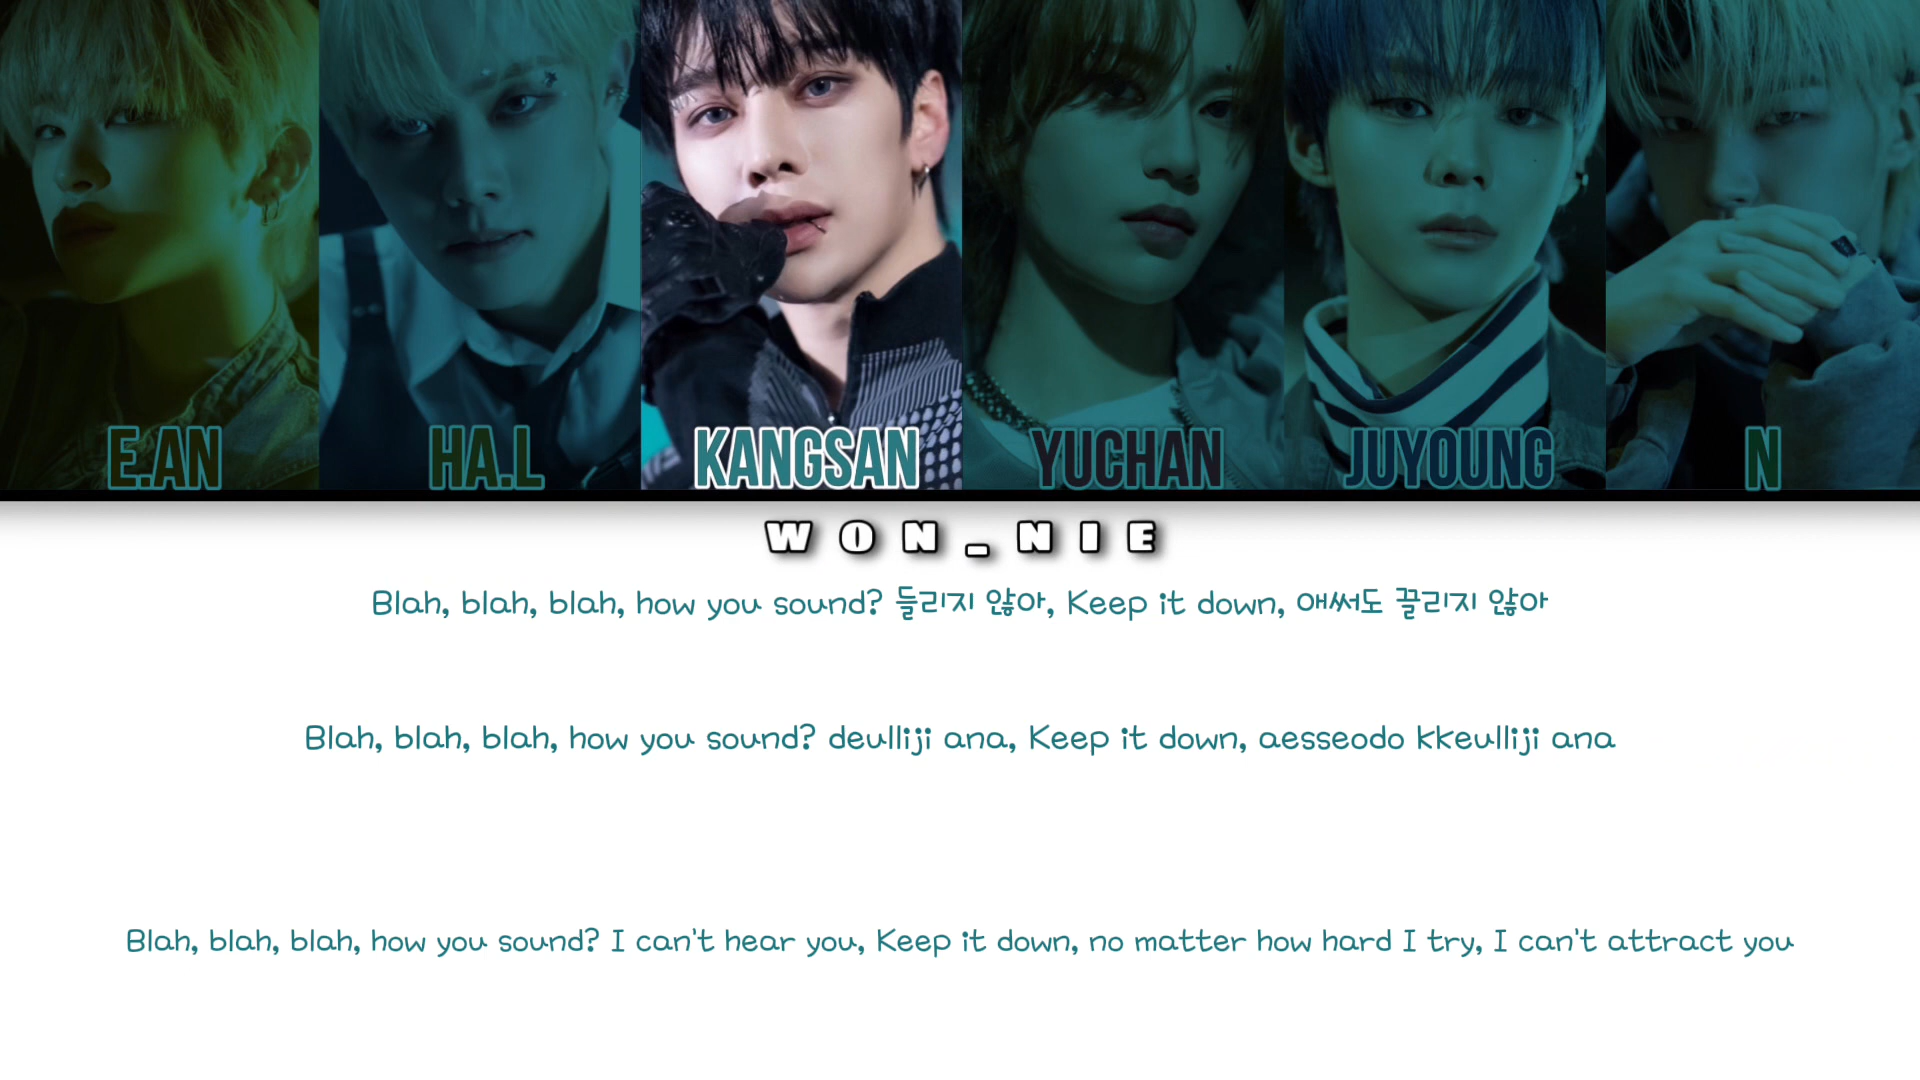 E.AN HA.L KANGSAN YUCHAN JUYOUNG N
WON_NIE
Blah, blah, blah, how you sound? 들리지 않아, Keep it down, 애써도 끌리지 않아
Blah, blah, blah, how you sound? deulliji ana, Keep it down, aesseodo kkeulliji ana
Blah, blah, blah, how you sound? I can't hear you, Keep it down, no matter how hard I try, I can't attract you